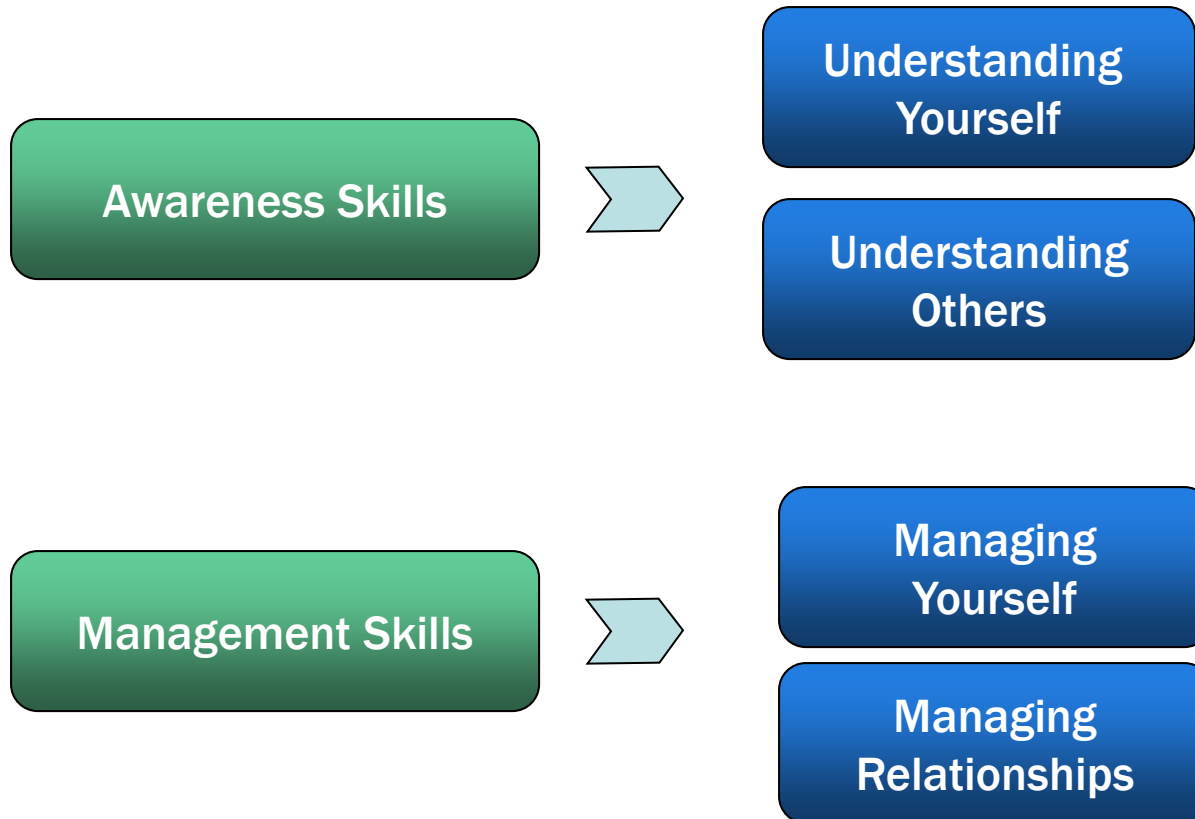 Awareness Skills
Understanding
Yourself
Understanding
Others
Management Skills
Managing
Yourself
Managing
Relationships